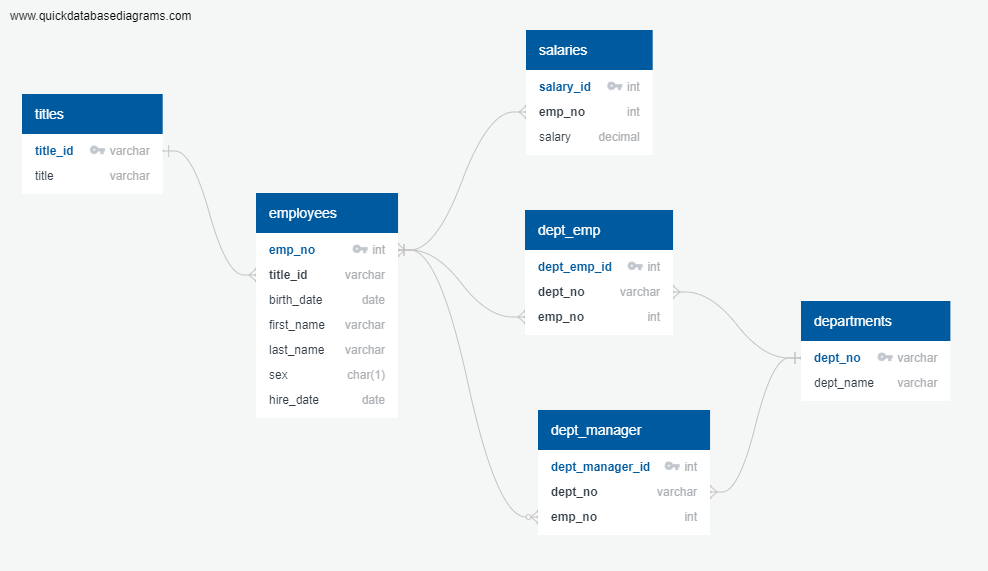 www.quickdatabasediagrams.com
titles
title_id varchar
title varchar
employees
emp_no int
title_id varchar
birth_date date
first_name varchar
last_name varchar
sex char(1)
hire_date date
salaries
salary_id int
emp_no int
salary decimal
dept_emp
dept_emp_id int
dept_no varchar
emp_no int
dept_manager
dept_manager_id int
dept_no varchar
emp_no int
departments
dept_no varchar
dept_name varchar